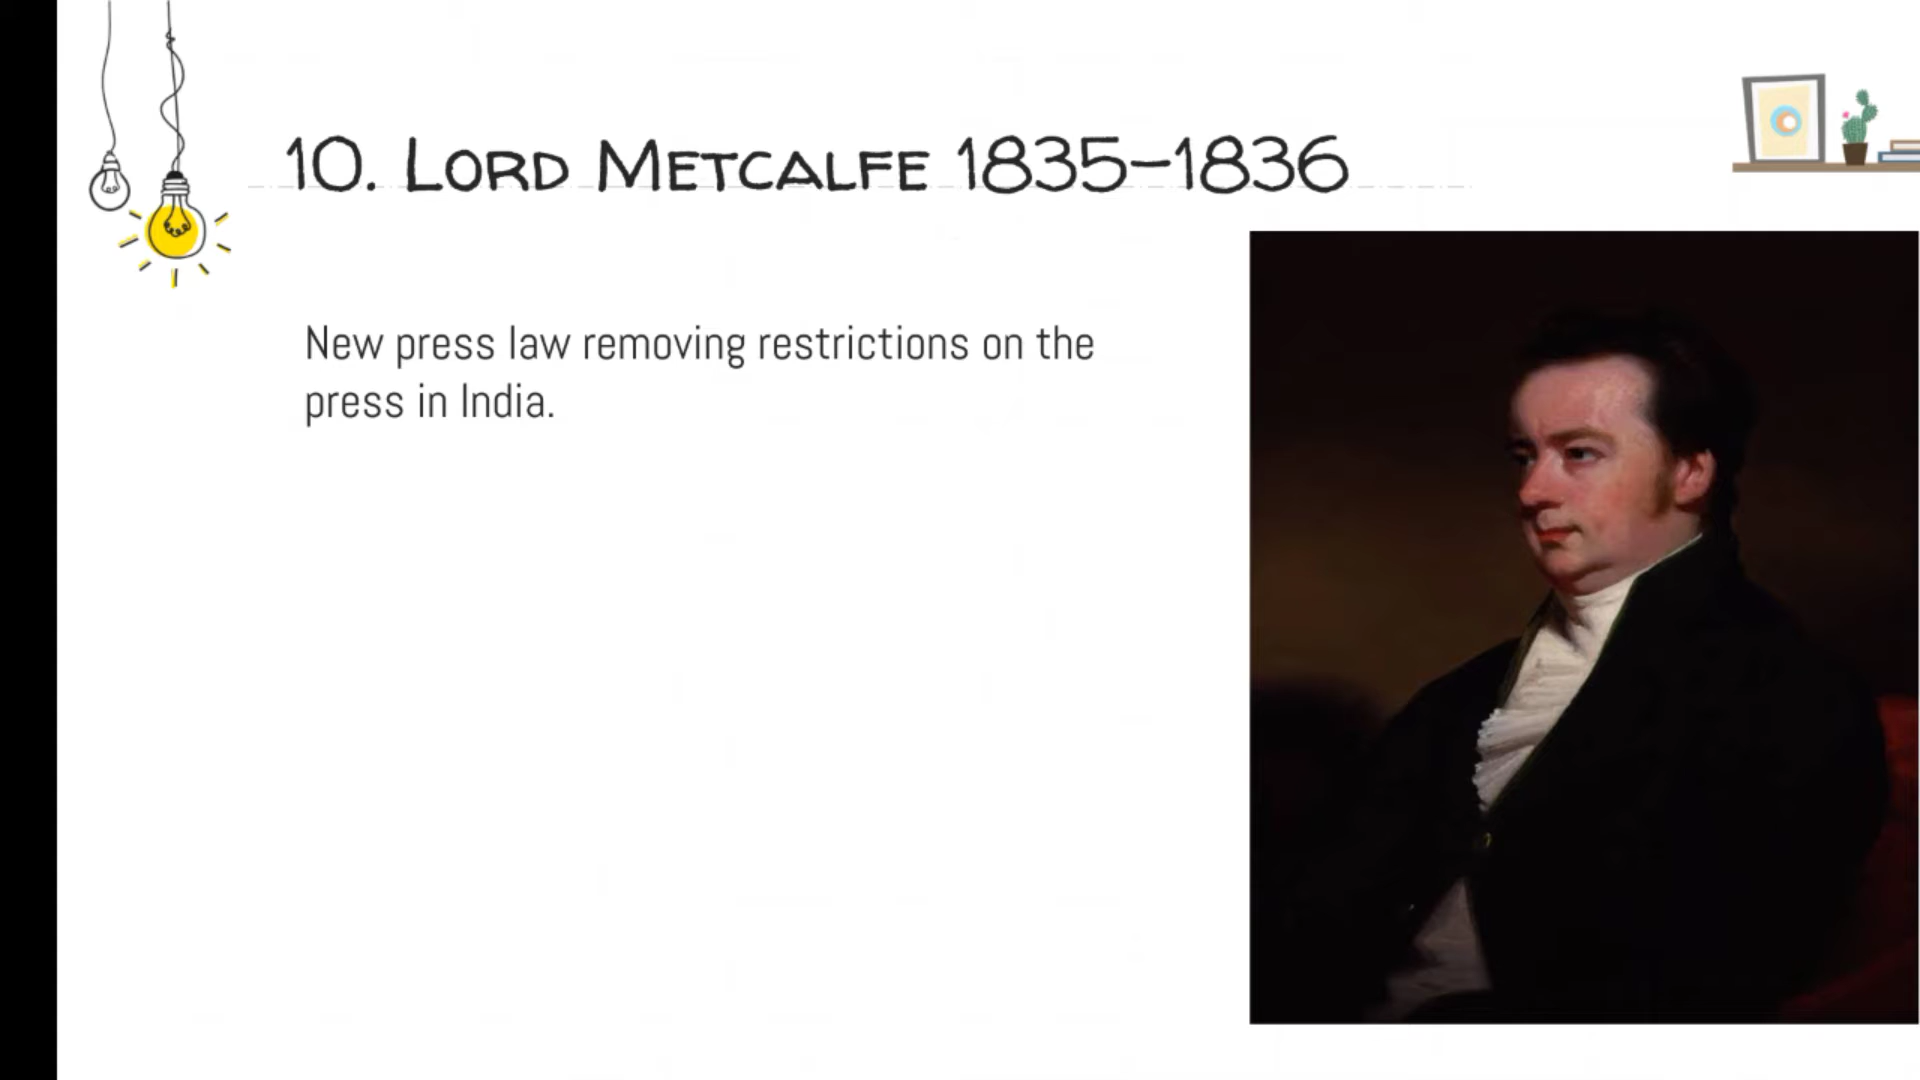 10. Lord Metcalfe 1835–1836
New press law removing restrictions on the
press in India.